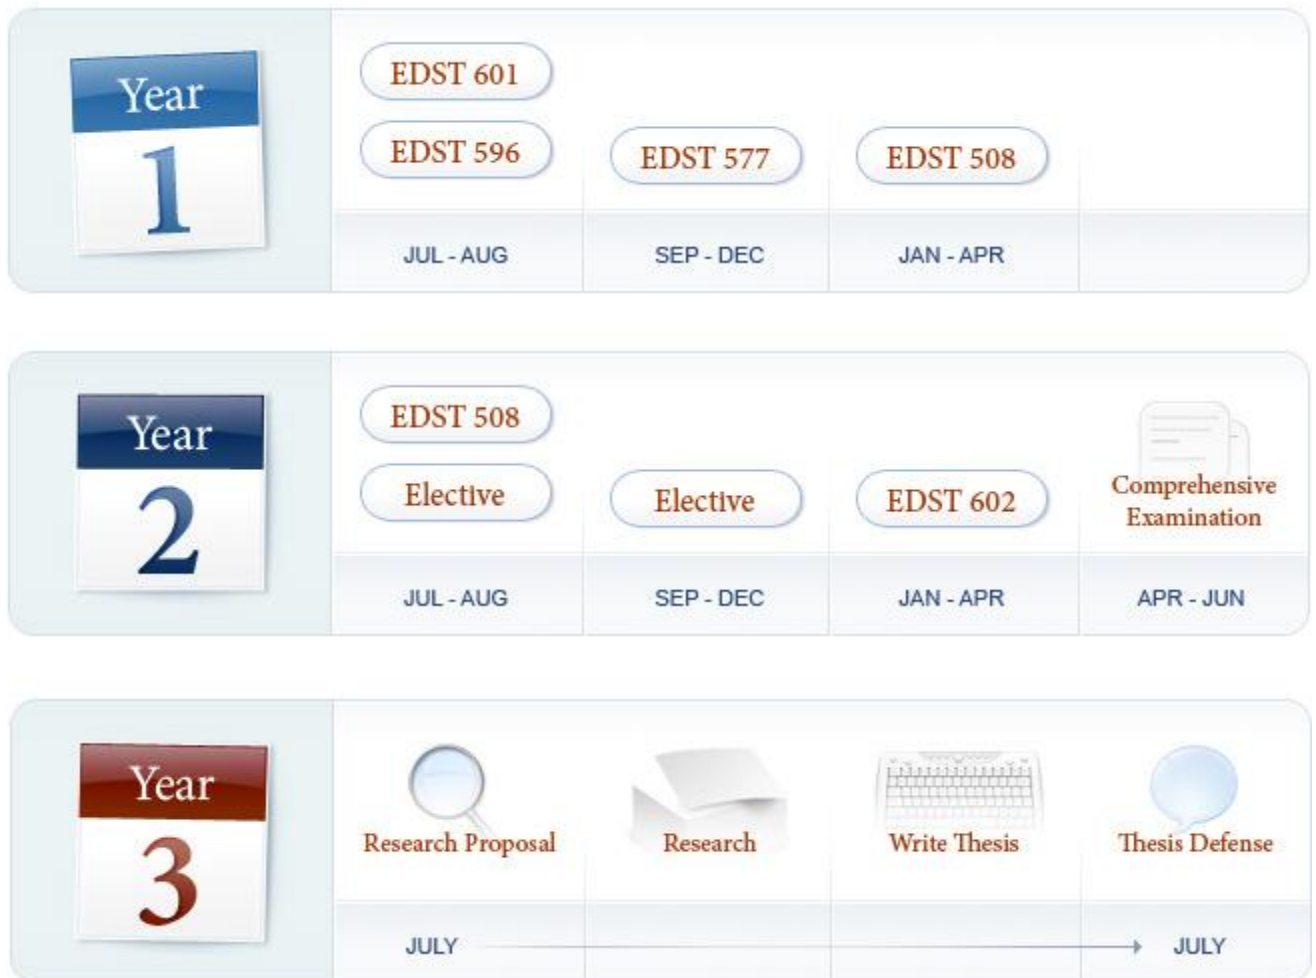 Year
1
EDST 601
EDST 596
EDST 577
EDST 508
JUL - AUG
SEP - DEC
JAN - APR
Year
2
EDST 508
Elective
Elective
EDST 602
Comprehensive
Examination
JUL - AUG
SEP - DEC
JAN - APR
APR - JUN
Year
3
Research Proposal
Research
Write Thesis
Thesis Defense
JULY
JULY